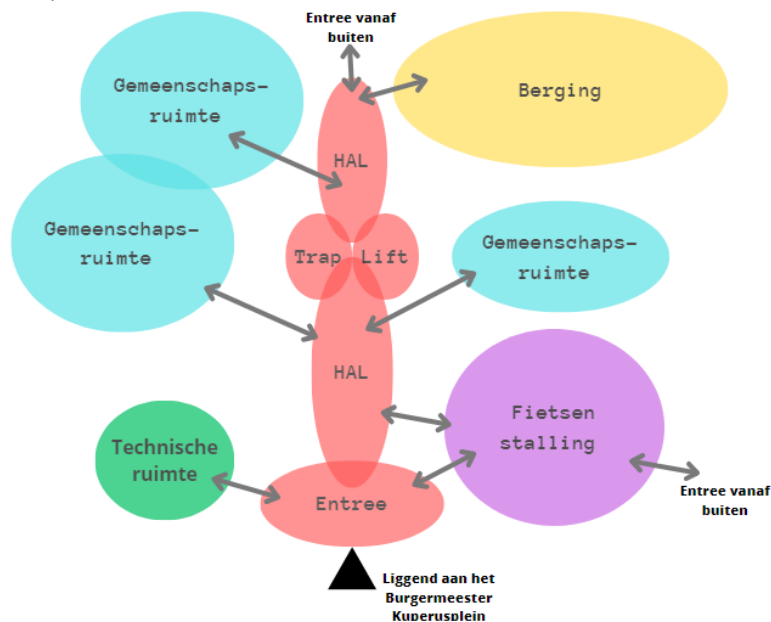 Entree vanaf
buiten
Gemeenschaps-
ruimte
Berging
HAL
Gemeenschaps-
ruimte
Trap
Lift
Gemeenschaps-
ruimte
HAL
Fietsen
stalling
Technische
ruimte
Entree vanaf
buiten
Entree
Liggend aan het
Burgermeester
Kuperusplein